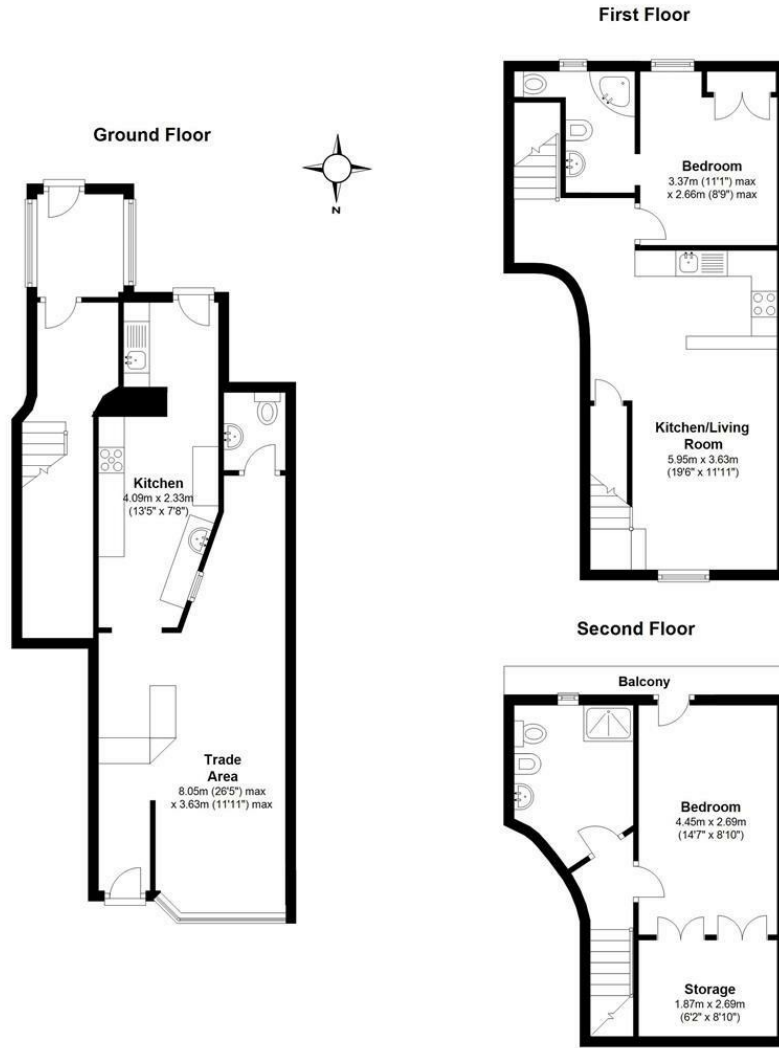 First Floor
Ground Floor
N
Bedroom
3.37m (11'1") max
x 2.66m (8'9") max
Kitchen/Living
Room
5.95m x 3.63m
(19'6" x 11'11")
Kitchen
4.09m x 2.33m
(13'5" x 7'8")
Trade
Area
8.05m (26'5") max
x 3.63m (11'11") max
Second Floor
Balcony
Bedroom
4.45m x 2.69m
(14'7" x 8'10")
Storage
1.87m x 2.69m
(6'2" x 8'10")